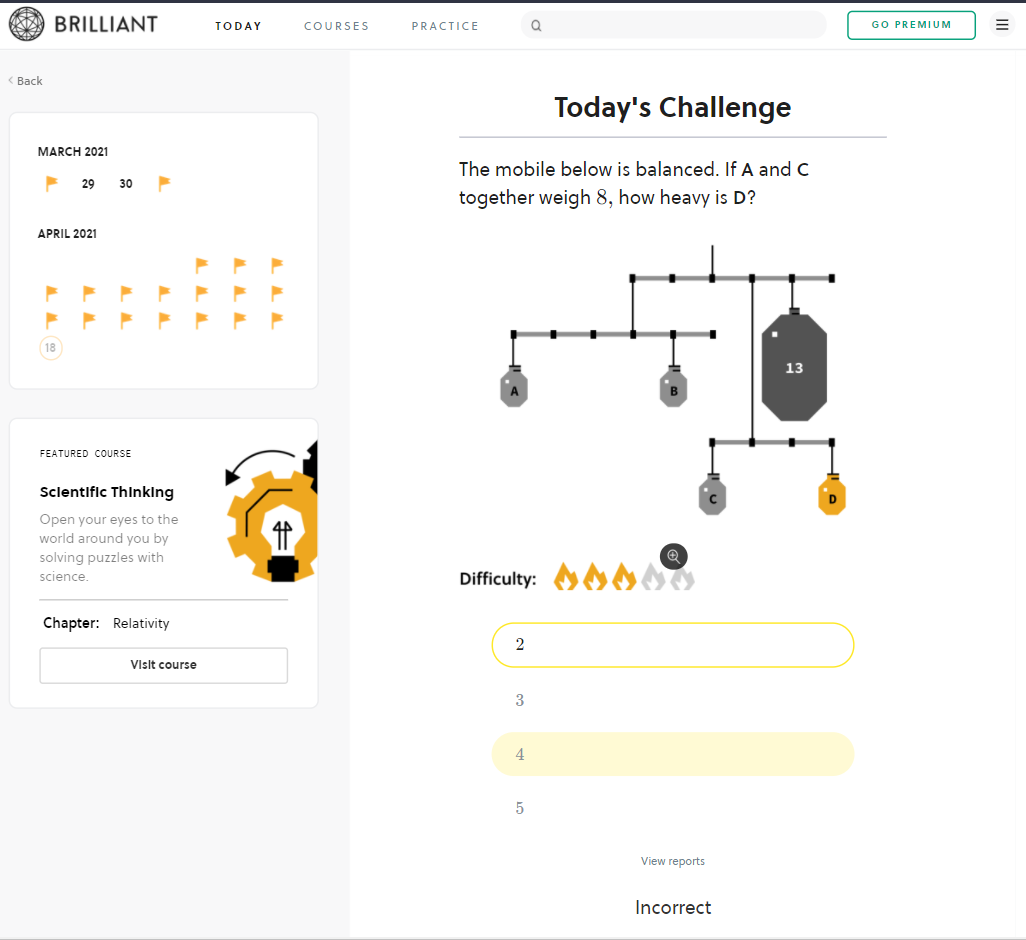 BRILLIANT
TODAY COURSES PRACTICE
GO PREMIUM
Back
MARCH 2021
29 30
APRIL 2021
18
FEATURED COURSE
Scientific Thinking
Open your eyes to the
world around you by
solving puzzles with
science.
Chapter: Relativity
Visit course
Today's Challenge
The mobile below is balanced. If A and C
together weigh 8, how heavy is D?
13
A
B
C
D
Difficulty:
2
3
4
5
View reports
Incorrect